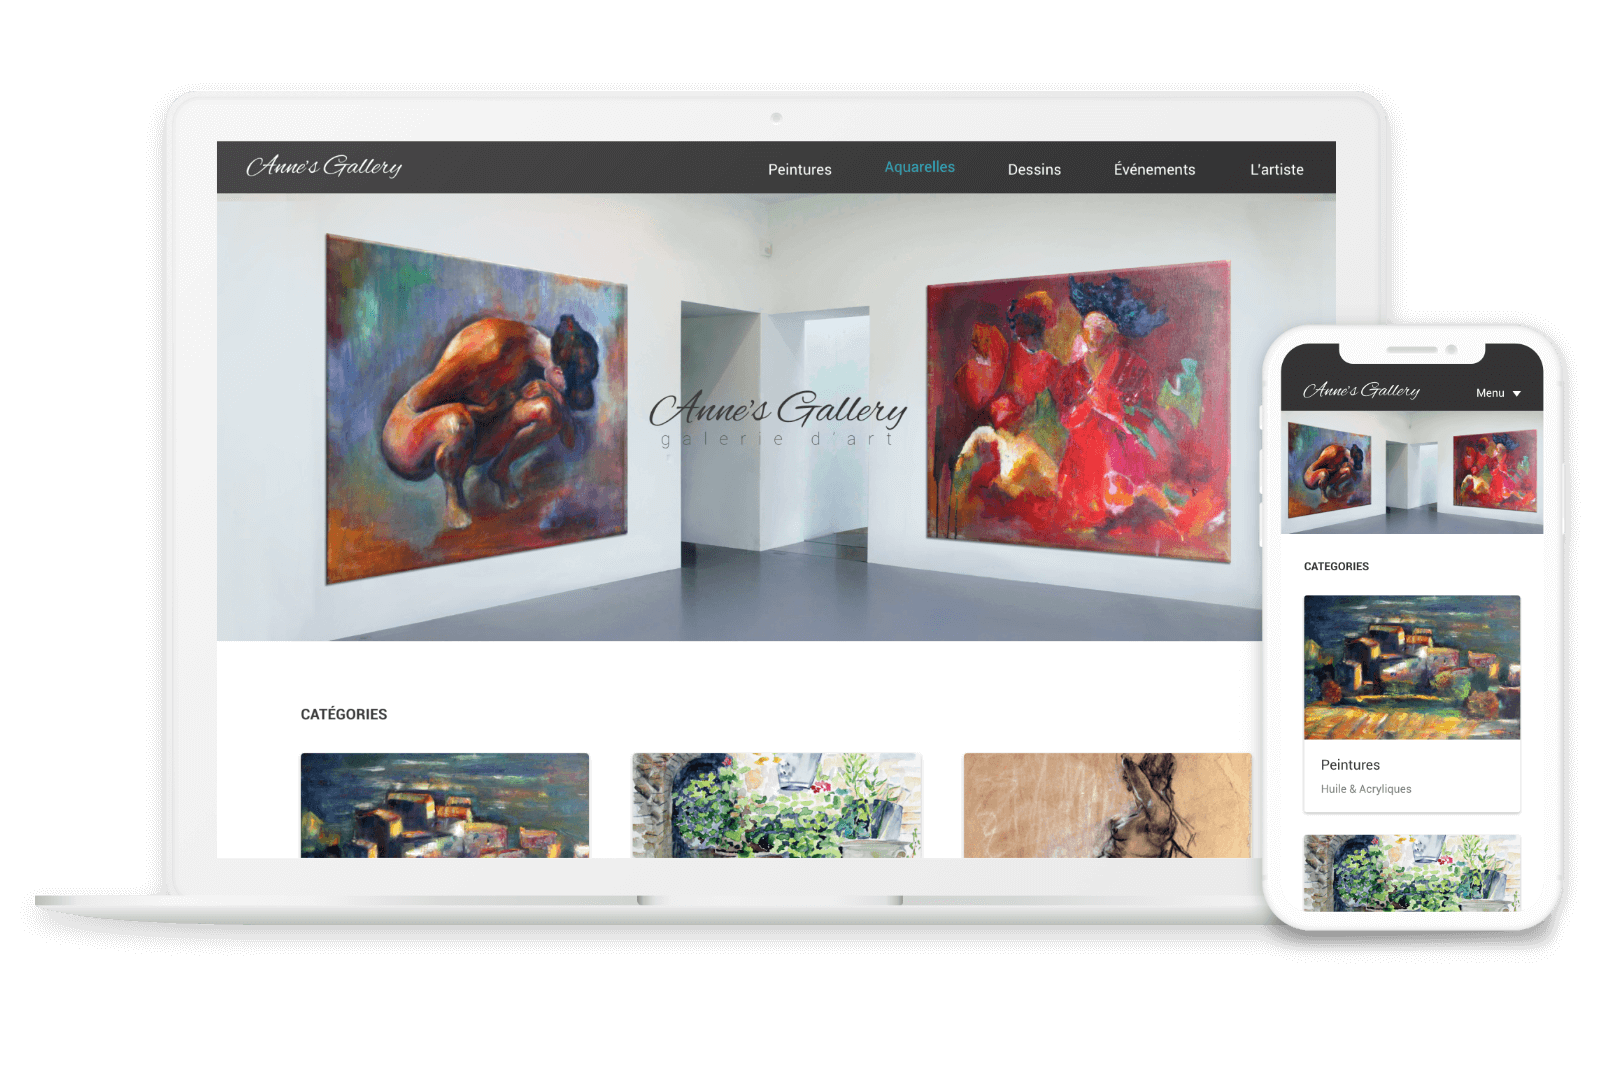 Anne's Gallery
Peintures
Aquarelles
Dessins
Événements
L'artiste
Anne's Gallery
galerie d'art
CATÉGORIES
Anne's Gallery
Menu
CATEGORIES
Peintures
Huile & Acryliques